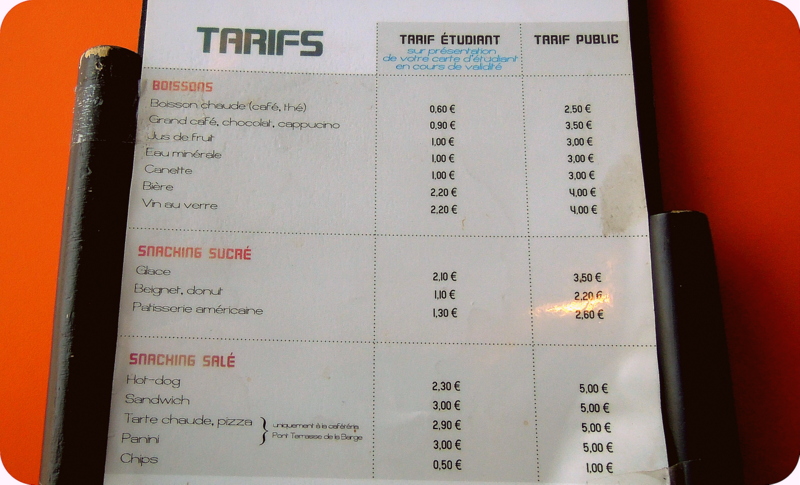 TARIFS TARIF ÉTUDIANT TARIF PUBLIC
sur présentation
de votre carte d'étudiant
en cours de validité
BOISSONS
Boisson chaude (café, thé) 0,60 € 2,50 €
Grand café, chocolat, cappucino 0,90 € 3,50 €
Jus de fruit 1,00 € 3,00 €
Eau minérale 1,00 € 3,00 €
Canette 1,00 € 3,00 €
Bière 2,20 € 4,00 €
Vin au verre 2,20 € 4,00 €
SNACKING SUCRÉ
Glace 2,10 € 3,50 €
Beignet, donut 1,10 € 2,20 €
Patisserie américaine 1,30 € 2,60 €
SNACKING SALÉ
Hot-dog 2,30 € 5,00 €
Sandwich 3,00 € 5,00 €
Tarte chaude, pizza uniquement à la cafétéria 2,90 € 5,00 €
Panini Pont Terrasse de la Barge 3,00 € 5,00 €
Chips 0,50 € 1,00 €